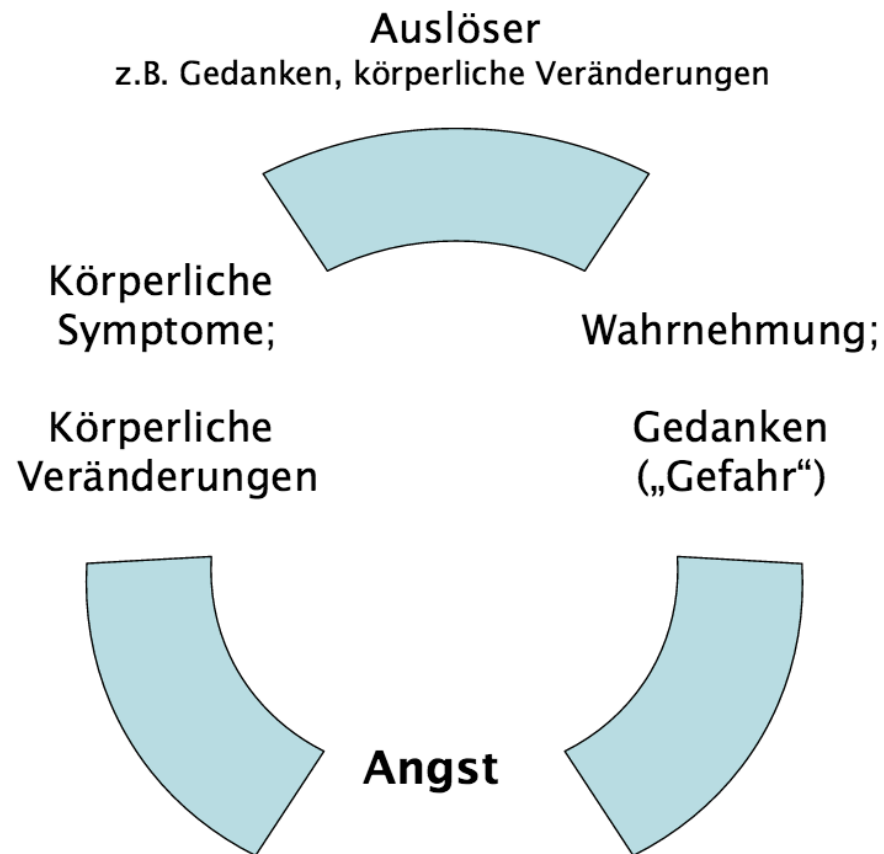 Auslöser
z.B. Gedanken, körperliche Veränderungen
Körperliche
Symptome;
Körperliche
Veränderungen
Wahrnehmung;
Gedanken
(„Gefahr“)
Angst